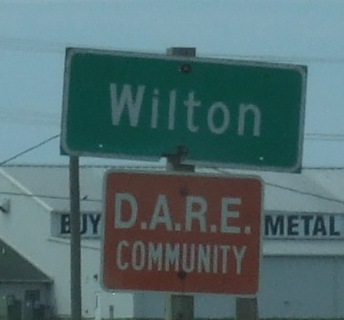 Wilton
D.A.R.E.
COMMUNITY
BUY METAL